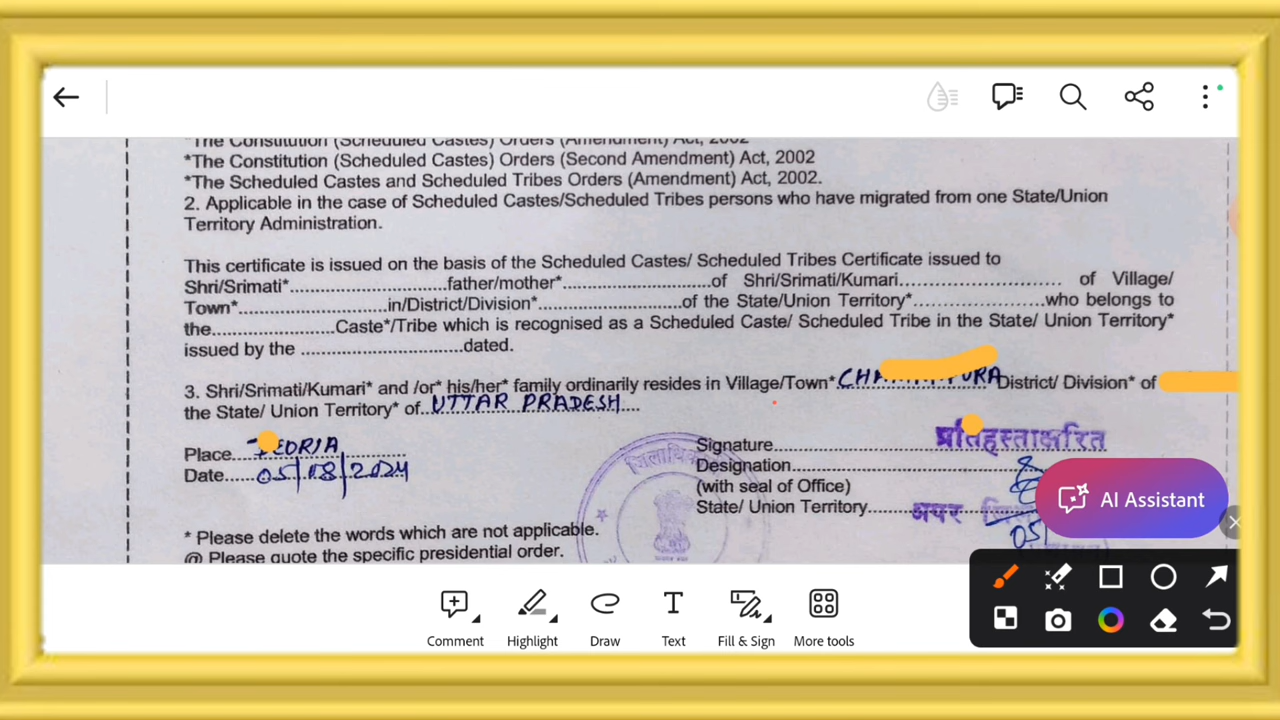 *The Constitution (Scheduled Castes) Orders (Amendment) Act, 2002
*The Constitution (Scheduled Castes) Orders (Second Amendment) Act, 2002
*The Scheduled Castes and Scheduled Tribes Orders (Amendment) Act, 2002.
2. Applicable in the case of Scheduled Castes/Scheduled Tribes persons who have migrated from one State/Union
Territory Administration.
This certificate is issued on the basis of the Scheduled Castes/ Scheduled Tribes Certificate issued to
Shri/Srimati*..............................father/mother*..............................of Shri/Srimati/Kumari.............................. of Village/
Town*..............................in/District/Division*..............................of the State/Union Territory*.........................who belongs to
the.........................Caste*/Tribe which is recognised as a Scheduled Caste/ Scheduled Tribe in the State/ Union Territory*
issued by the ..............................dated.
3. Shri/Srimati/Kumari* and /or* his/her* family ordinarily resides in Village/Town* District/ Division* of
the State/ Union Territory* of..UTTAR PRADESH....
Place...
Date.....05/08/2024
Signature..............................
Designation..............................
(with seal of Office)
State/ Union Territory........
प्रतिहस्ताक्षरित
अपर
05
* Please delete the words which are not applicable.
@ Please quote the specific presidential order.
AI Assistant
Comment
Highlight
Draw
Text
Fill & Sign
More tools